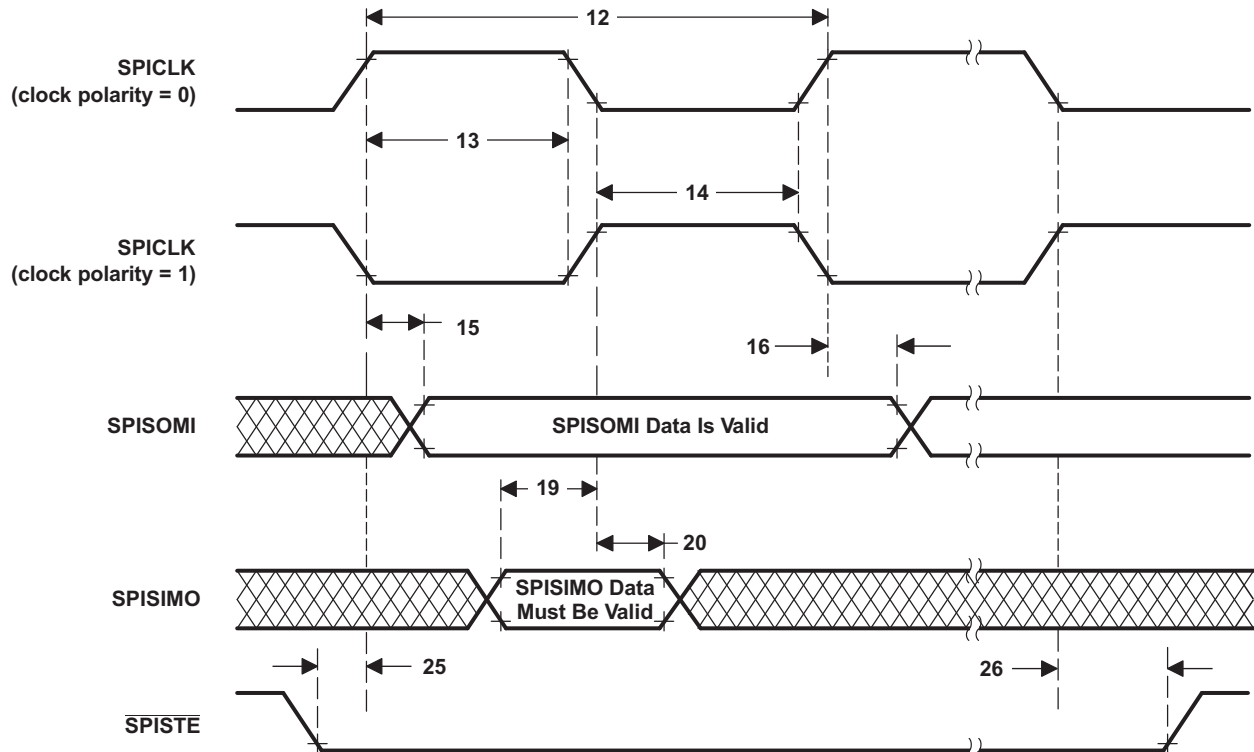 12
SPICLK
(clock polarity = 0)
13
14
SPICLK
(clock polarity = 1)
15
16
SPISOMI
SPISOMI Data Is Valid
19
20
SPISIMO
SPISIMO Data
Must Be Valid
25
26
SPISTE